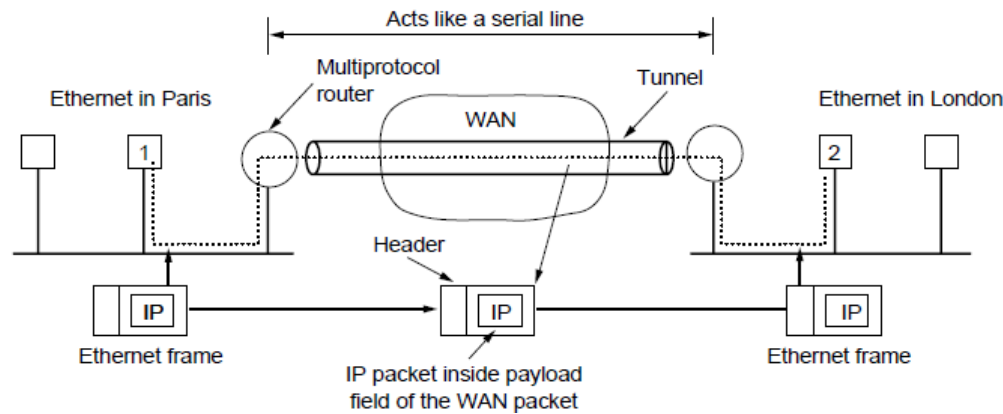 Acts like a serial line
Multiprotocol
router
Tunnel
Ethernet in Paris
Ethernet in London
WAN
1
2
Header
IP
IP
IP
Ethernet frame
Ethernet frame
IP packet inside payload
field of the WAN packet